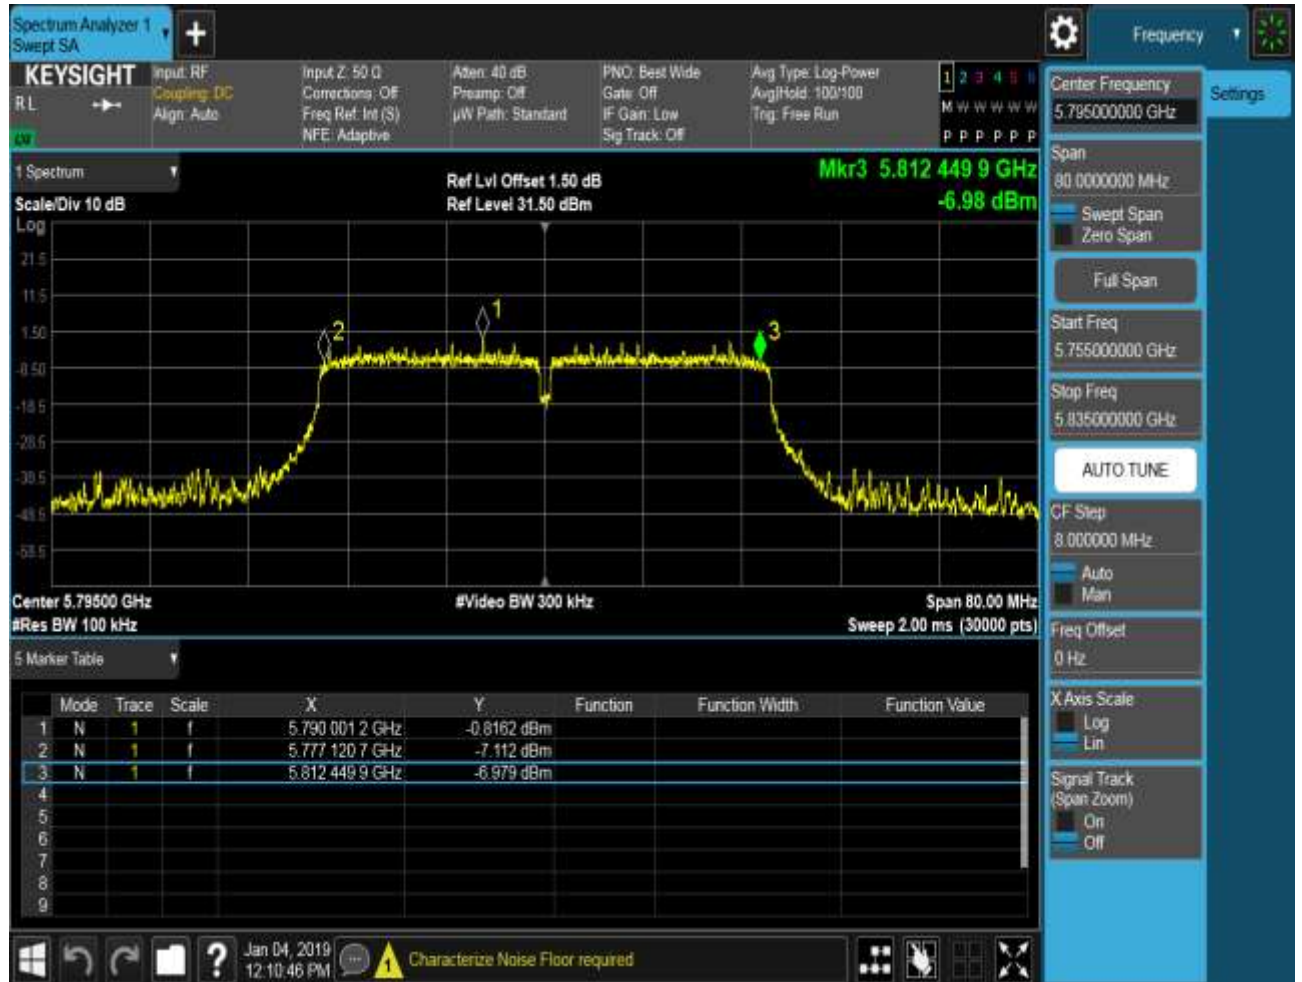 Spectrum Analyzer 1
Swept SA
Frequency
KEYSIGHT
R L
Input: RF
Coupling: DC
Align: Auto
Input Z: 50 Ω
Corrections: Off
Freq Ref: Int (S)
NFE: Adaptive
Atten: 40 dB
Preamp: Off
µW Path: Standard
PNO: Best Wide
Gate: Off
IF Gain: Low
Sig Track: Off
Avg Type: Log-Power
Avg|Hold: 100/100
Trig: Free Run
1 2 3 4 5 6
M W W W W W
P P P P P P
1 Spectrum
Scale/Div 10 dB
Ref Lvl Offset 1.50 dB
Ref Level 31.50 dBm
Mkr3 5.812 449 9 GHz
-6.98 dBm
Log
21.5
11.5
1.50
-8.50
-18.5
-28.5
-38.5
-48.5
-58.5
2
1
3
Center 5.79500 GHz
#Res BW 100 kHz
#Video BW 300 kHz
Span 80.00 MHz
Sweep 2.00 ms (30000 pts)
5 Marker Table
Mode Trace Scale X Y Function Function Width Function Value
1 N 1 f 5.790 001 2 GHz -0.8162 dBm
2 N 1 f 5.777 120 7 GHz -7.112 dBm
3 N 1 f 5.812 449 9 GHz -6.979 dBm
4
5
6
7
8
9
Jan 04, 2019
12:10:46 PM
Characterize Noise Floor required
Settings
Center Frequency
5.795000000 GHz
Span
80.0000000 MHz
Swept Span
Zero Span
Full Span
Start Freq
5.755000000 GHz
Stop Freq
5.835000000 GHz
AUTO TUNE
CF Step
8.000000 MHz
Auto
Man
Freq Offset
0 Hz
X Axis Scale
Log
Lin
Signal Track
(Span Zoom)
On
Off